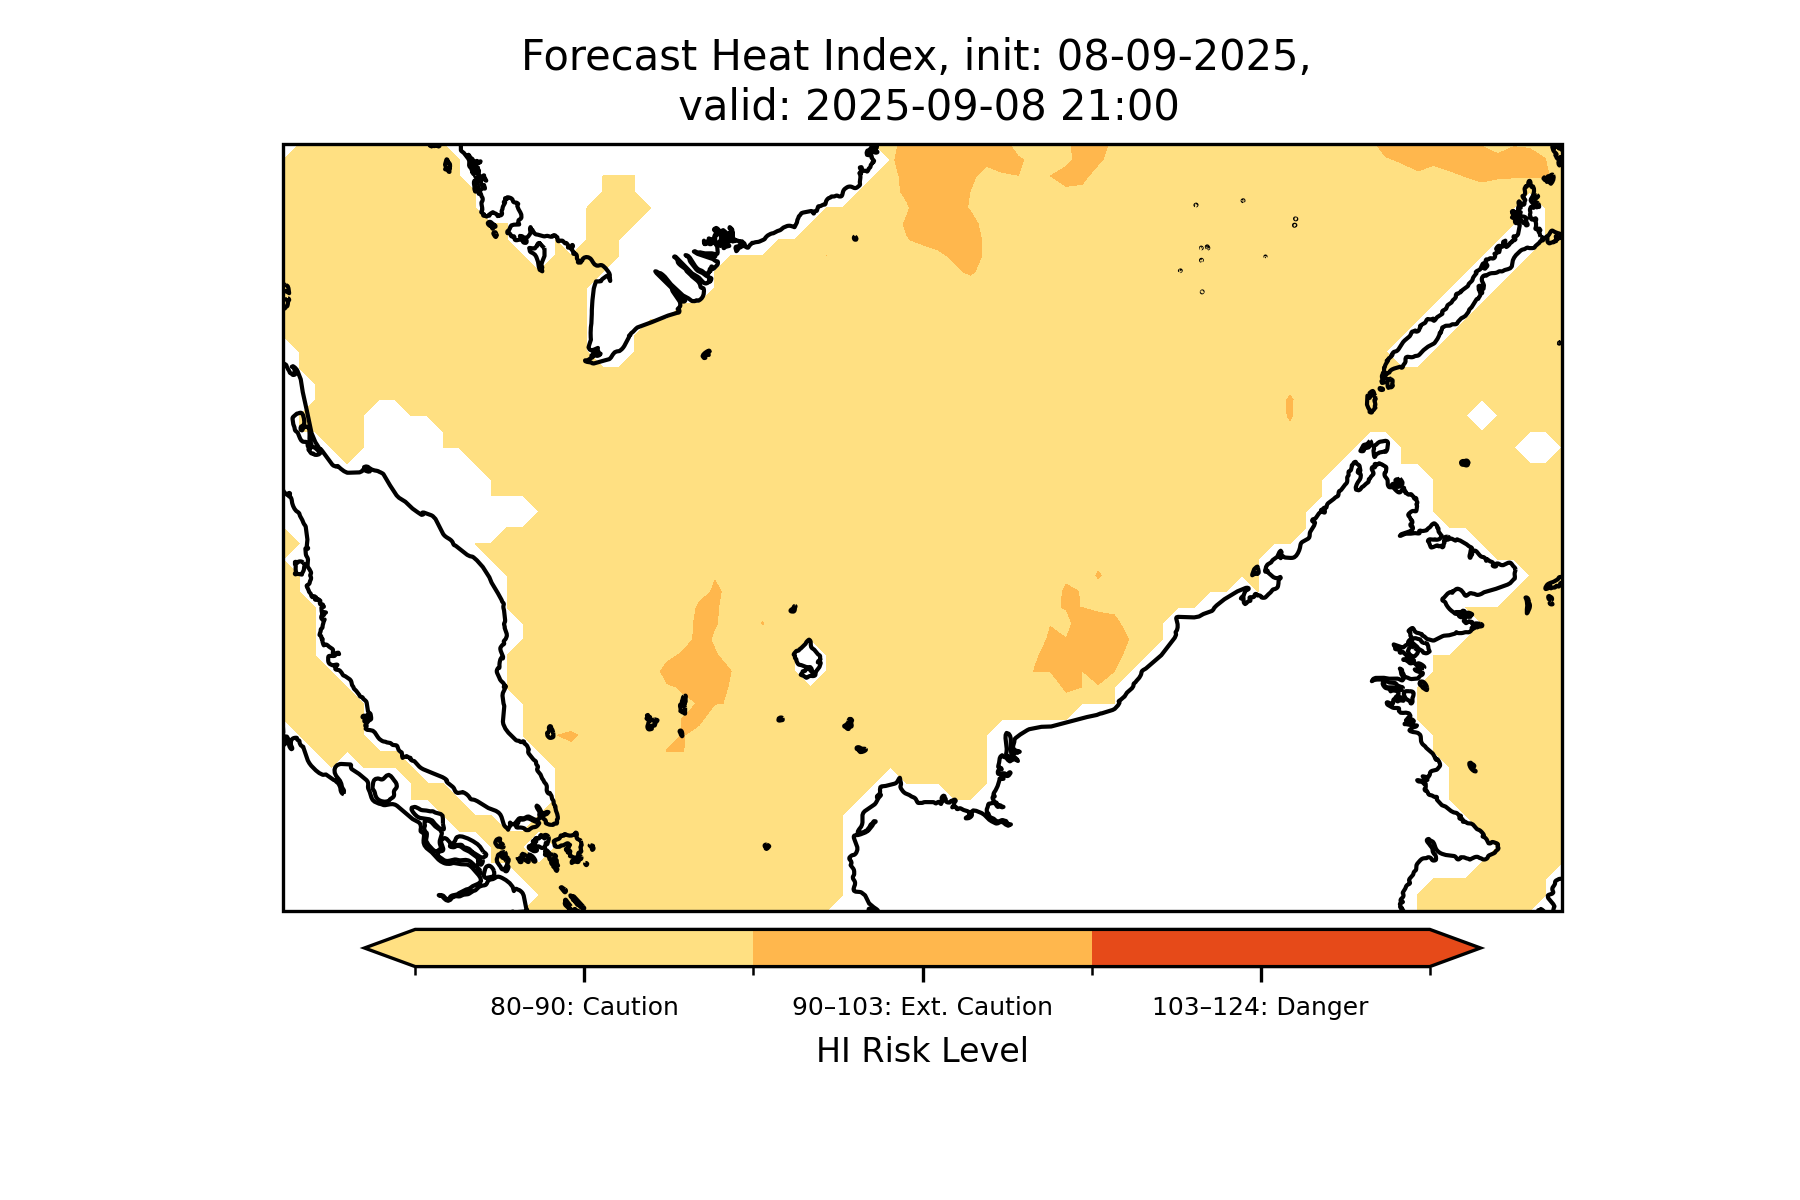 Forecast Heat Index, init: 08-09-2025,
valid: 2025-09-08 21:00
80–90: Caution
90–103: Ext. Caution
103–124: Danger
HI Risk Level